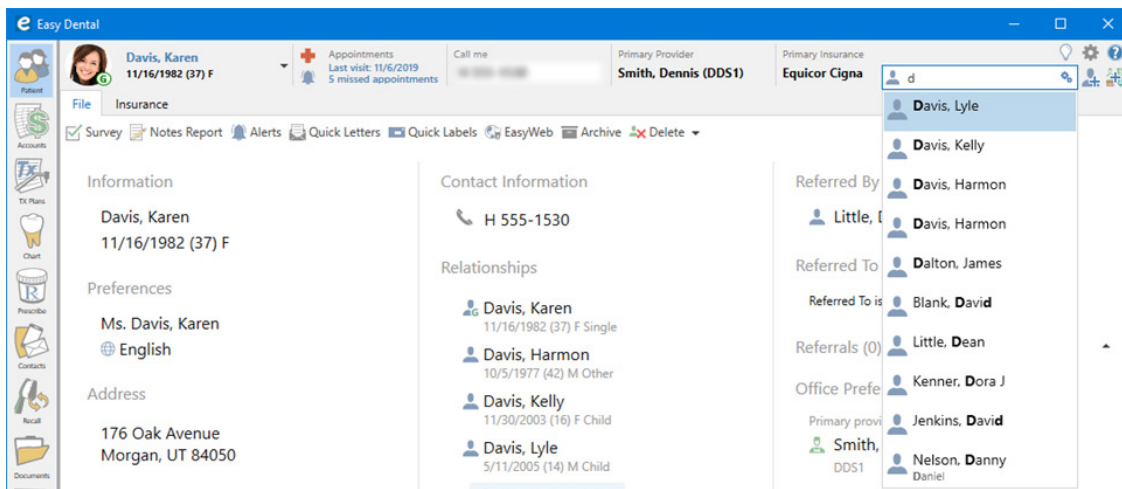 Easy Dental
Patient
Accounts
TX Plans
Chart
Prescribe
Contacts
Recall
Documents
Davis, Karen
11/16/1982 (37) F
G
Appointments
Last visit: 11/6/2019
5 missed appointments
Call me
Primary Provider
Smith, Dennis (DDS1)
Primary Insurance
Equicor Cigna
d
File Insurance
Survey Notes Report Alerts Quick Letters Quick Labels EasyWeb Archive Delete
Information
Davis, Karen
11/16/1982 (37) F
Preferences
Ms. Davis, Karen
English
Address
176 Oak Avenue
Morgan, UT 84050
Contact Information
H 555-1530
Relationships
Davis, Karen
11/16/1982 (37) F Single
Davis, Harmon
10/5/1977 (42) M Other
Davis, Kelly
11/30/2003 (16) F Child
Davis, Lyle
5/11/2005 (14) M Child
Referred By
Little,
Referred To
Referred To is
Referrals (0)
Office Prefe
Primary provi
Smith,
DDS1
Davis, Lyle
Davis, Kelly
Davis, Harmon
Davis, Harmon
Dalton, James
Blank, David
Little, Dean
Kenner, Dora J
Jenkins, David
Nelson, Danny
Daniel